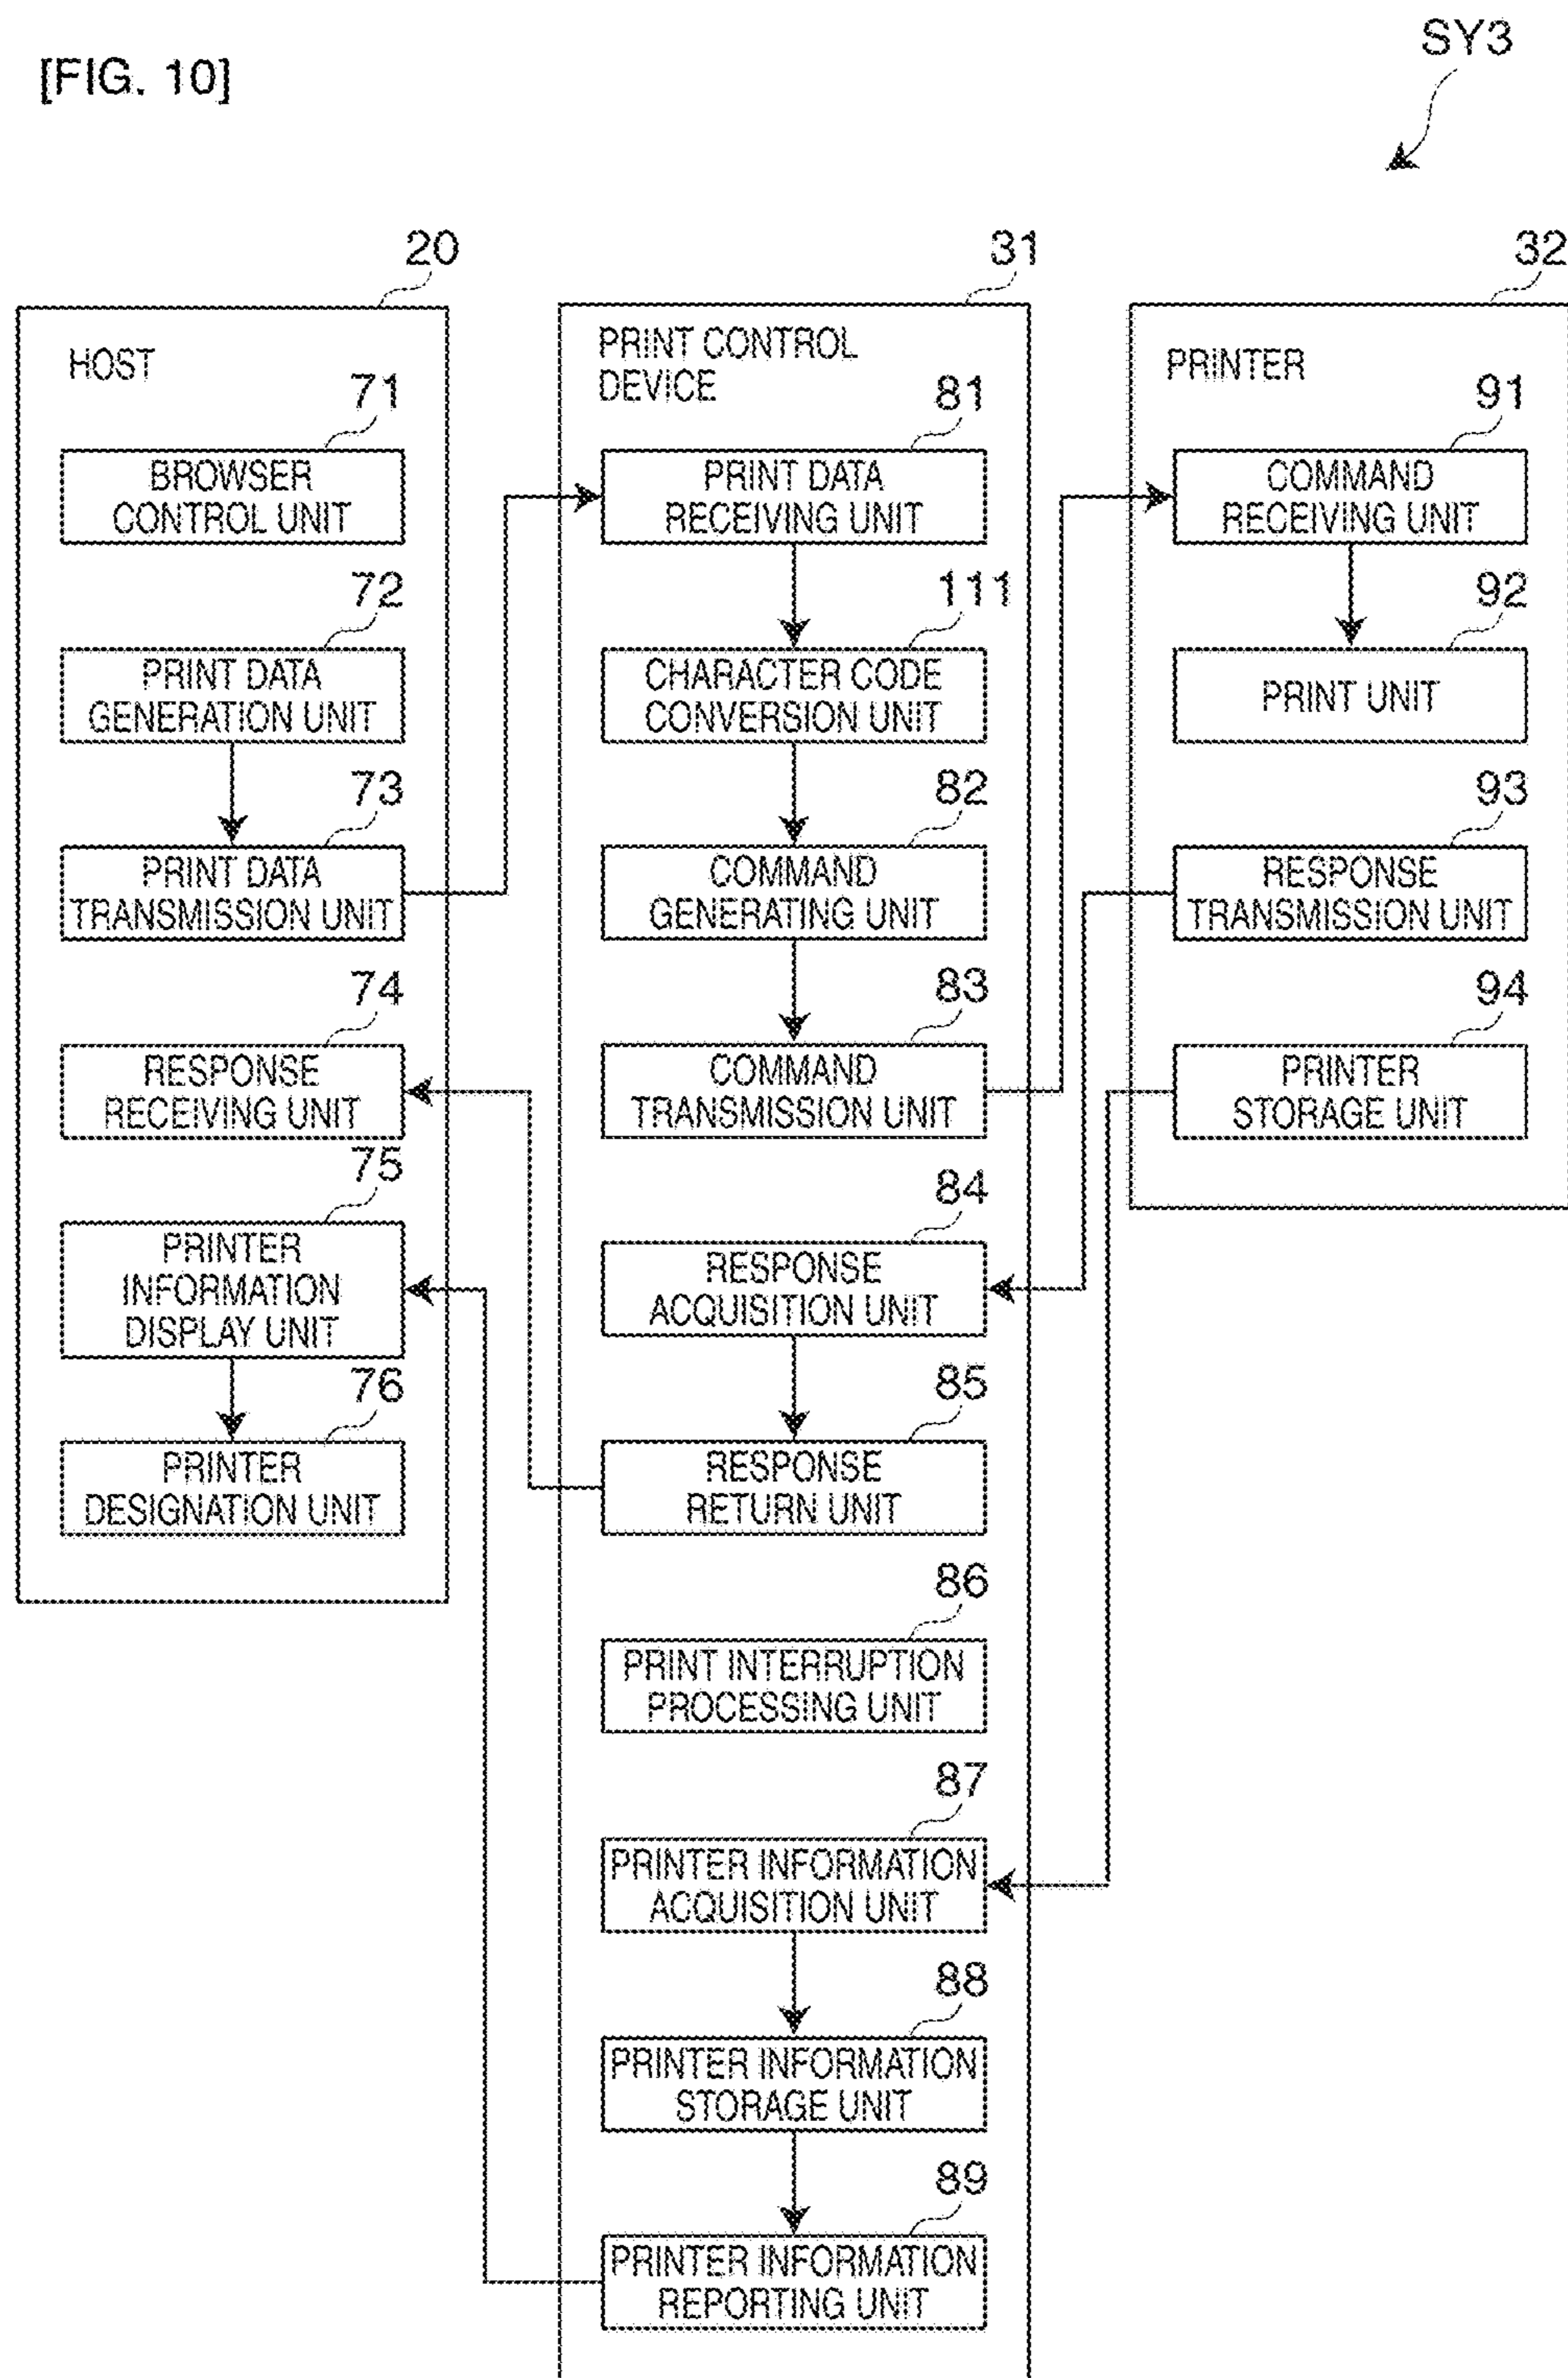 [FIG. 10]
SY3
20
HOST
71
BROWSER
CONTROL UNIT
72
PRINT DATA
GENERATION UNIT
73
PRINT DATA
TRANSMISSION UNIT
74
RESPONSE
RECEIVING UNIT
75
PRINTER
INFORMATION
DISPLAY UNIT
76
PRINTER
DESIGNATION UNIT
31
PRINT CONTROL
DEVICE
81
PRINT DATA
RECEIVING UNIT
111
CHARACTER CODE
CONVERSION UNIT
82
COMMAND
GENERATING UNIT
83
COMMAND
TRANSMISSION UNIT
84
RESPONSE
ACQUISITION UNIT
85
RESPONSE
RETURN UNIT
86
PRINT INTERRUPTION
PROCESSING UNIT
87
PRINTER INFORMATION
ACQUISITION UNIT
88
PRINTER INFORMATION
STORAGE UNIT
89
PRINTER INFORMATION
REPORTING UNIT
32
PRINTER
91
COMMAND
RECEIVING UNIT
92
PRINT UNIT
93
RESPONSE
TRANSMISSION UNIT
94
PRINTER
STORAGE UNIT